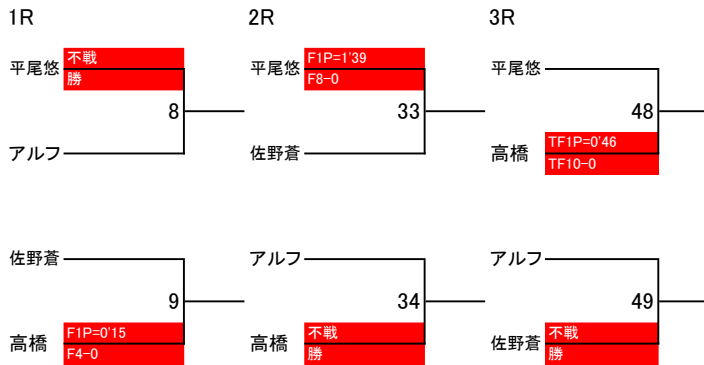 1R
2R
3R
平尾悠
不戦
勝
平尾悠
F1P=1'39
F8-0
平尾悠
8
33
48
アルフ
佐野蒼
高橋
TF1P=0'46
TF10-0
佐野蒼
アルフ
アルフ
9
34
49
高橋
F1P=0'15
F4-0
高橋
不戦
勝
佐野蒼
不戦
勝